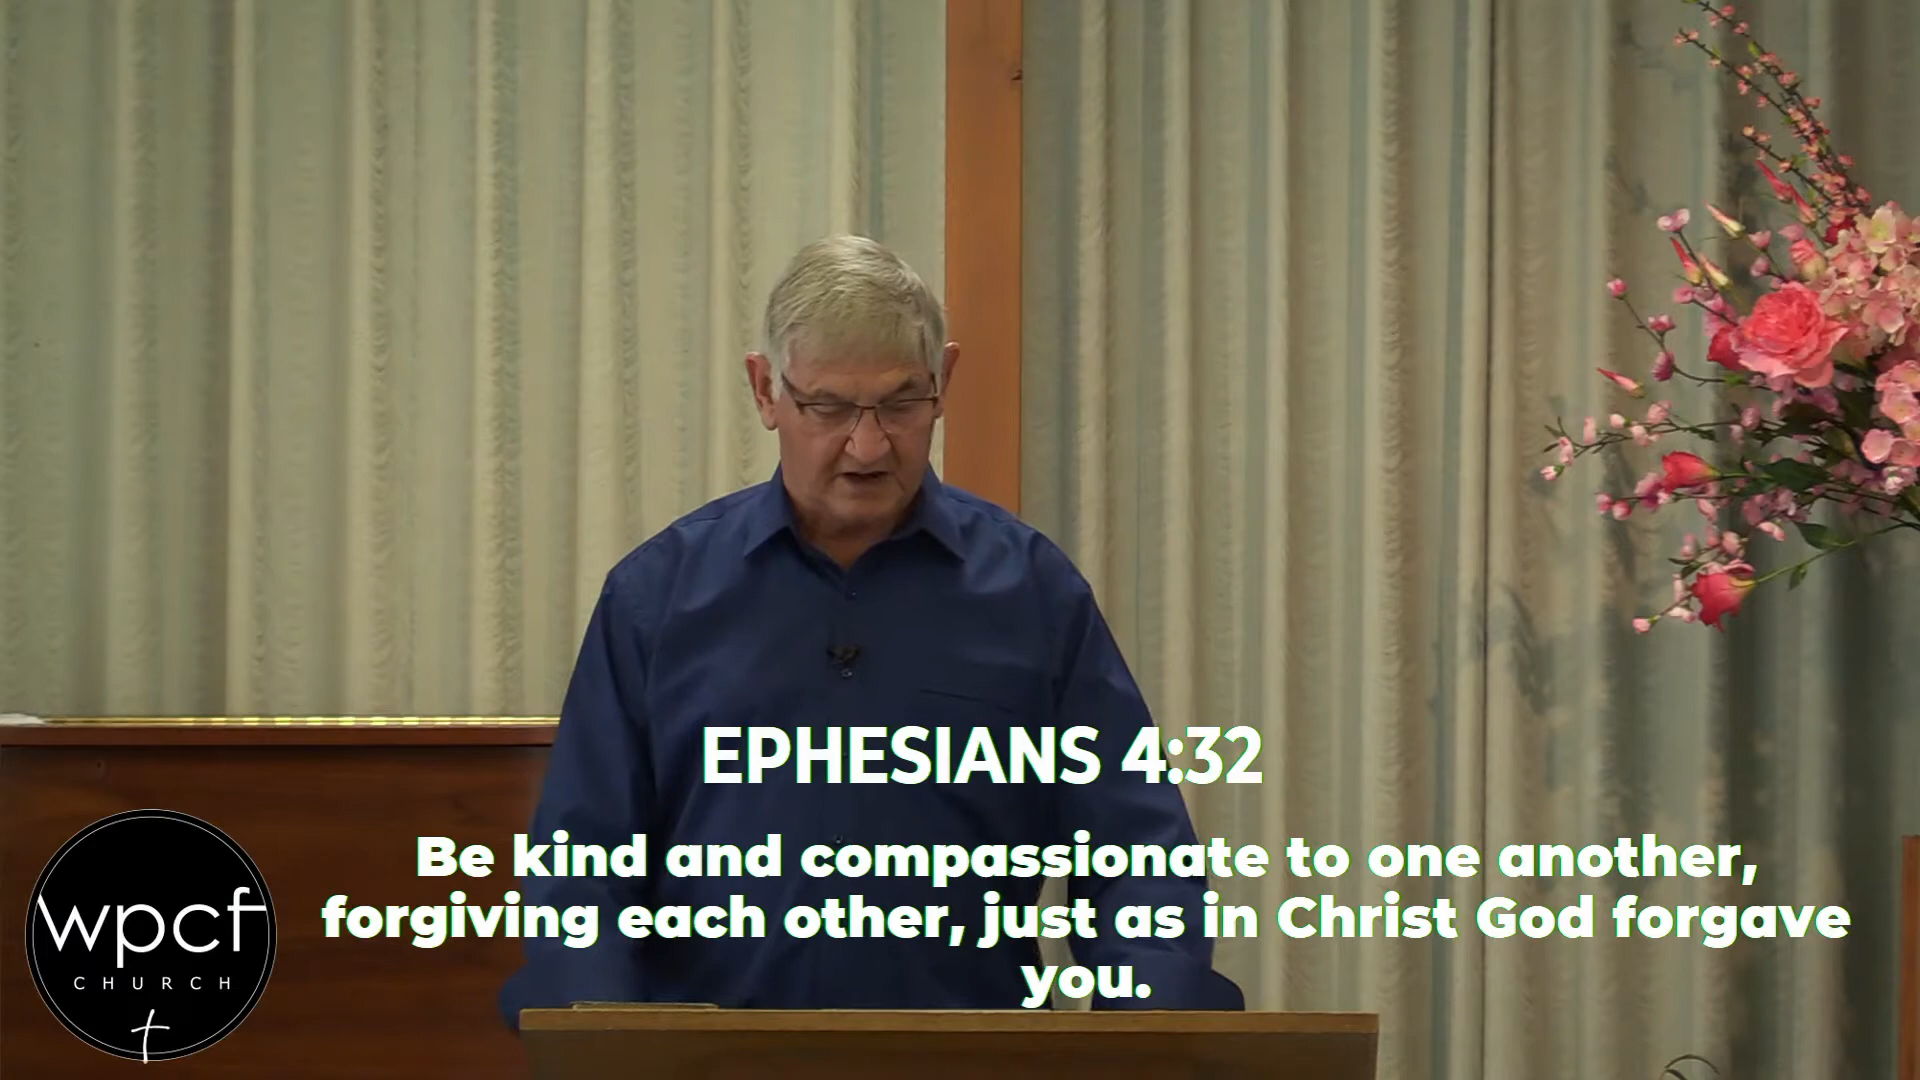 EPHESIANS 4:32
Be kind and compassionate to one another,
forgiving each other, just as in Christ God forgave
you.
wpcf
CHURCH